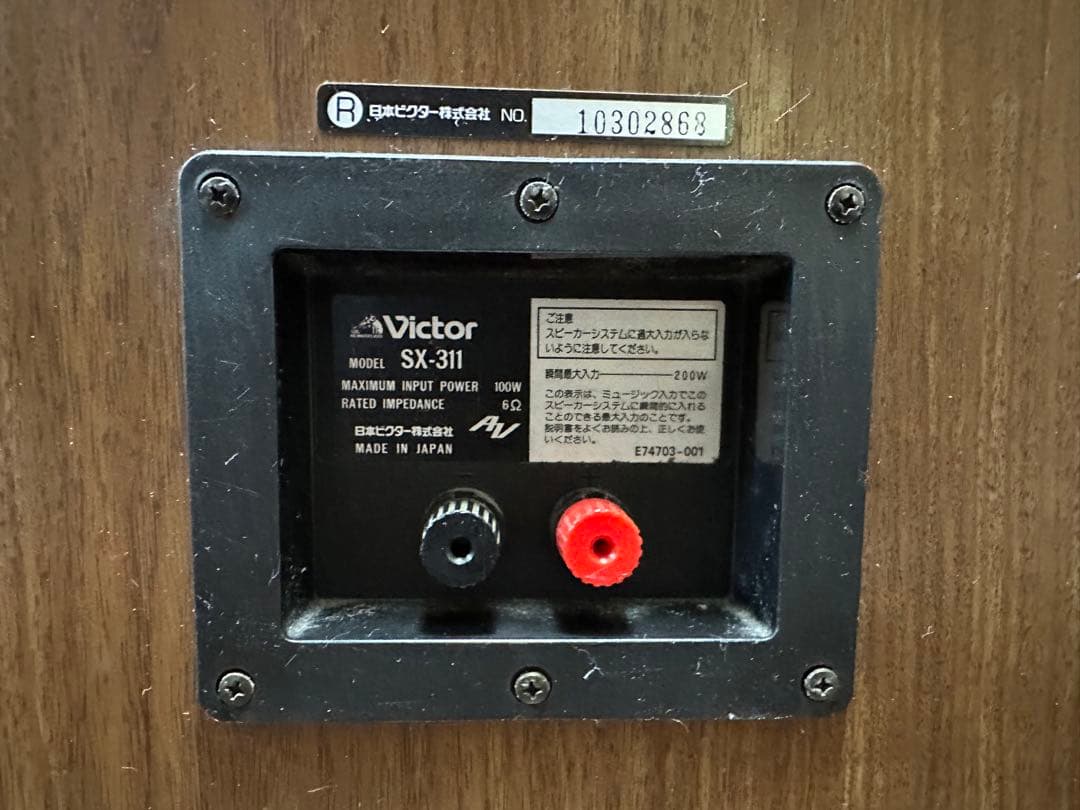 R 日本ビクター株式会社 NO. 10302868
Victor
MODEL SX-311
MAXIMUM INPUT POWER 100W
RATED IMPEDANCE 6Ω
日本ビクター株式会社 AV
MADE IN JAPAN
ご注意
スピーカーシステムに過大入力が入らな
いように注意してください。
瞬間最大入力 200W
この表示は、ミュージック入力でこの
スピーカーシステムに瞬間的に入れる
ことのできる最大入力のことです。
説明書をよくお読みの上、正しくお使
いください。
E74703-001